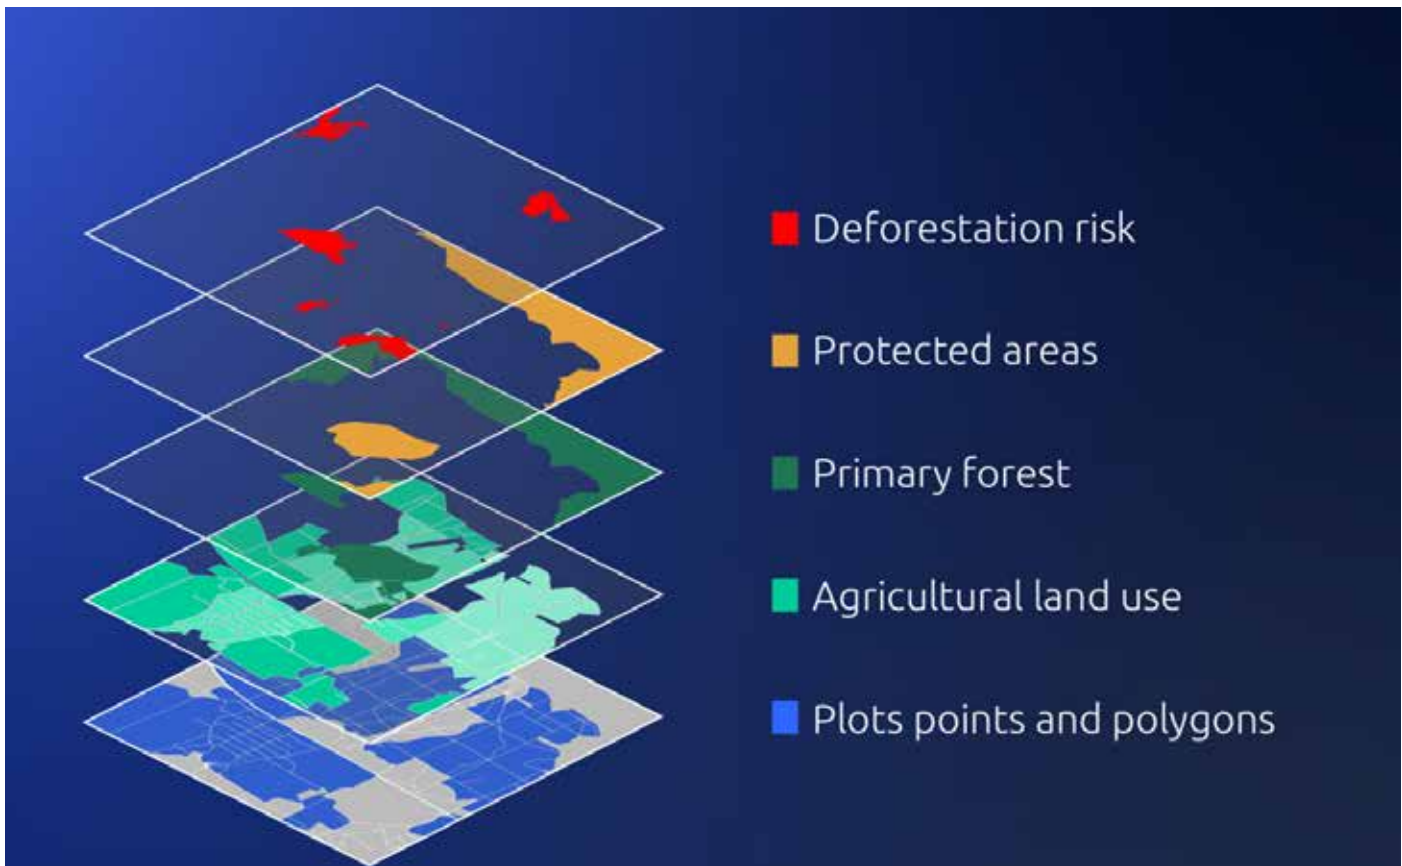 Deforestation risk
Protected areas
Primary forest
Agricultural land use
Plots points and polygons